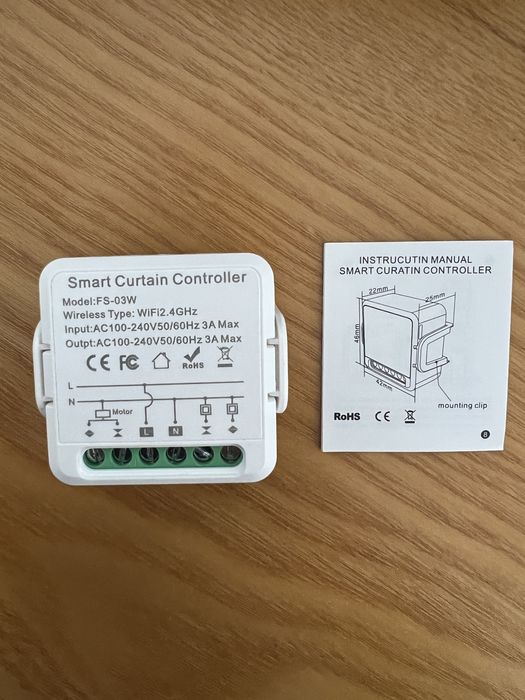 Smart Curtain Controller
Model:FS-03W
Wireless Type: WiFi2.4GHz
Input:AC100-240V50/60Hz 3A Max
Outpt:AC100-240V50/60Hz 3A Max
CE FC RoHS
L
N
Motor
L N
INSTRUCUTIN MANUAL
SMART CURATIN CONTROLLER
22mm
25mm
46mm
42mm
mounting clip
RoHS CE
8